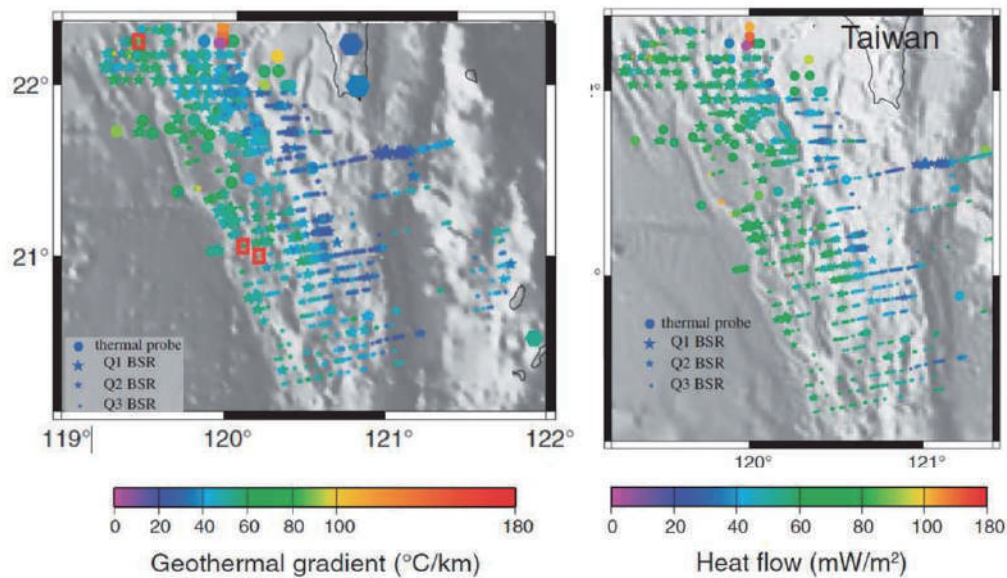 Taiwan
22°
21°
thermal probe
Q1 BSR
Q2 BSR
Q3 BSR
119°
120°
121°
122°
0 20 40 60 80 100 180
Geothermal gradient (°C/km)
thermal probe
Q1 BSR
Q2 BSR
Q3 BSR
120°
121°
0 20 40 60 80 100 180
Heat flow (mW/m²)